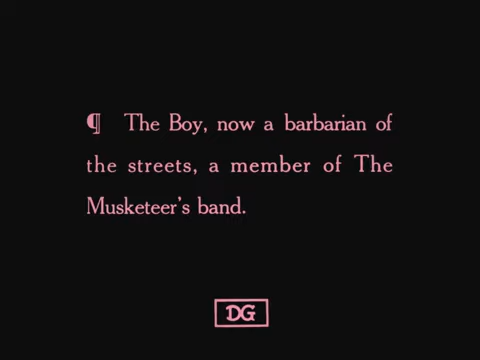 ¶ The Boy, now a barbarian of
the streets, a member of The
Musketeer's band.
DG